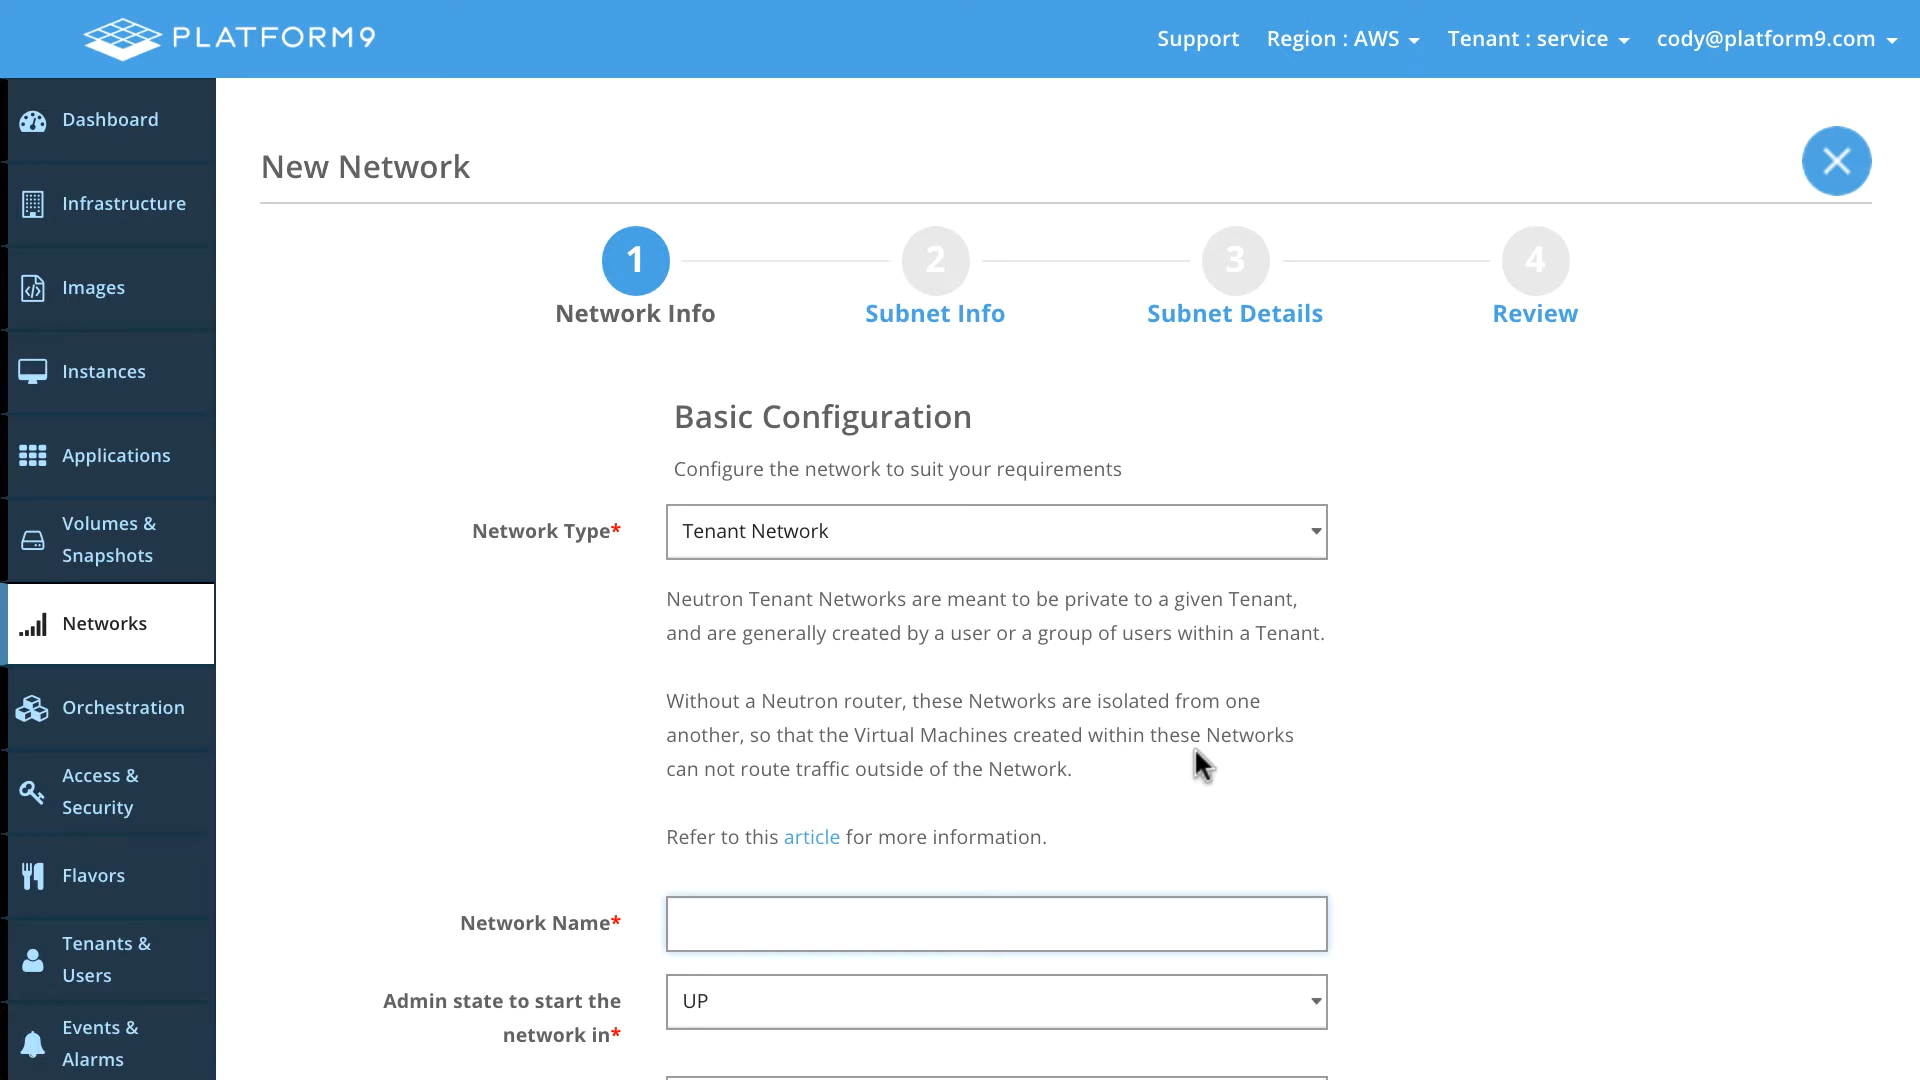 PLATFORM9
Support
Region : AWS
Tenant : service
cody@platform9.com
Dashboard
Infrastructure
Images
Instances
Applications
Volumes &
Snapshots
Networks
Orchestration
Access &
Security
Flavors
Tenants &
Users
Events &
Alarms
New Network
1
2
3
4
Network Info
Subnet Info
Subnet Details
Review
Basic Configuration
Configure the network to suit your requirements
Network Type*
Tenant Network
Neutron Tenant Networks are meant to be private to a given Tenant,
and are generally created by a user or a group of users within a Tenant.
Without a Neutron router, these Networks are isolated from one
another, so that the Virtual Machines created within these Networks
can not route traffic outside of the Network.
Refer to this article for more information.
Network Name*
Admin state to start the
network in*
UP